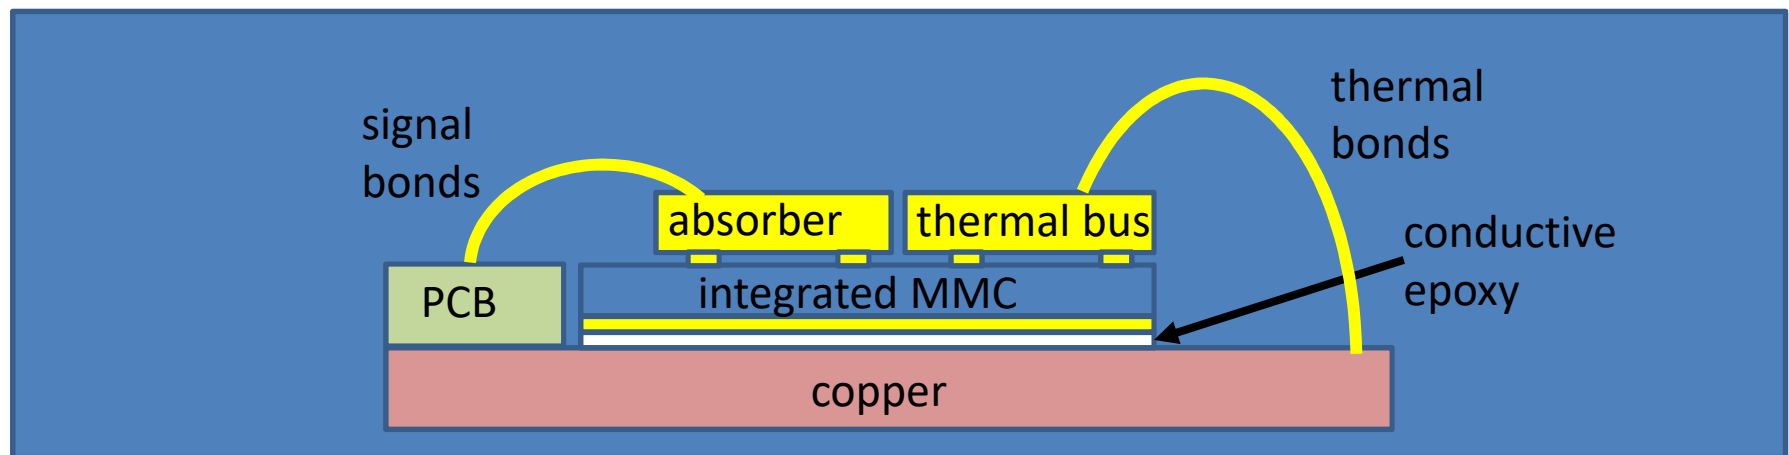 signal
bonds
thermal
bonds
absorber
thermal bus
conductive
epoxy
PCB
integrated MMC
copper